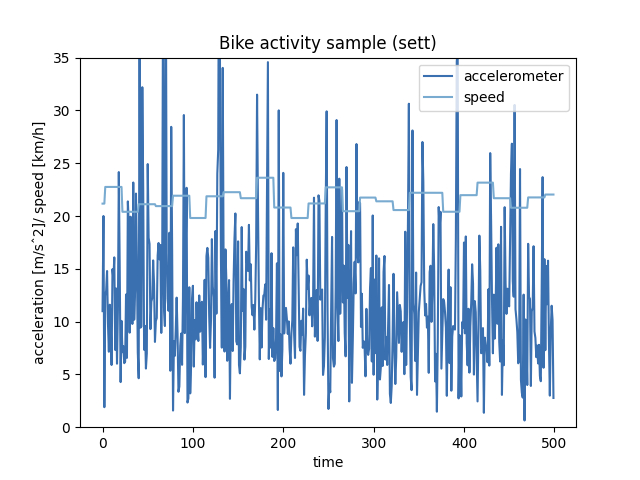 Bike activity sample (sett)
accelerometer
speed
35
30
25
20
15
10
5
0
acceleration [m/s^2]/ speed [km/h]
0
100
200
300
400
500
time